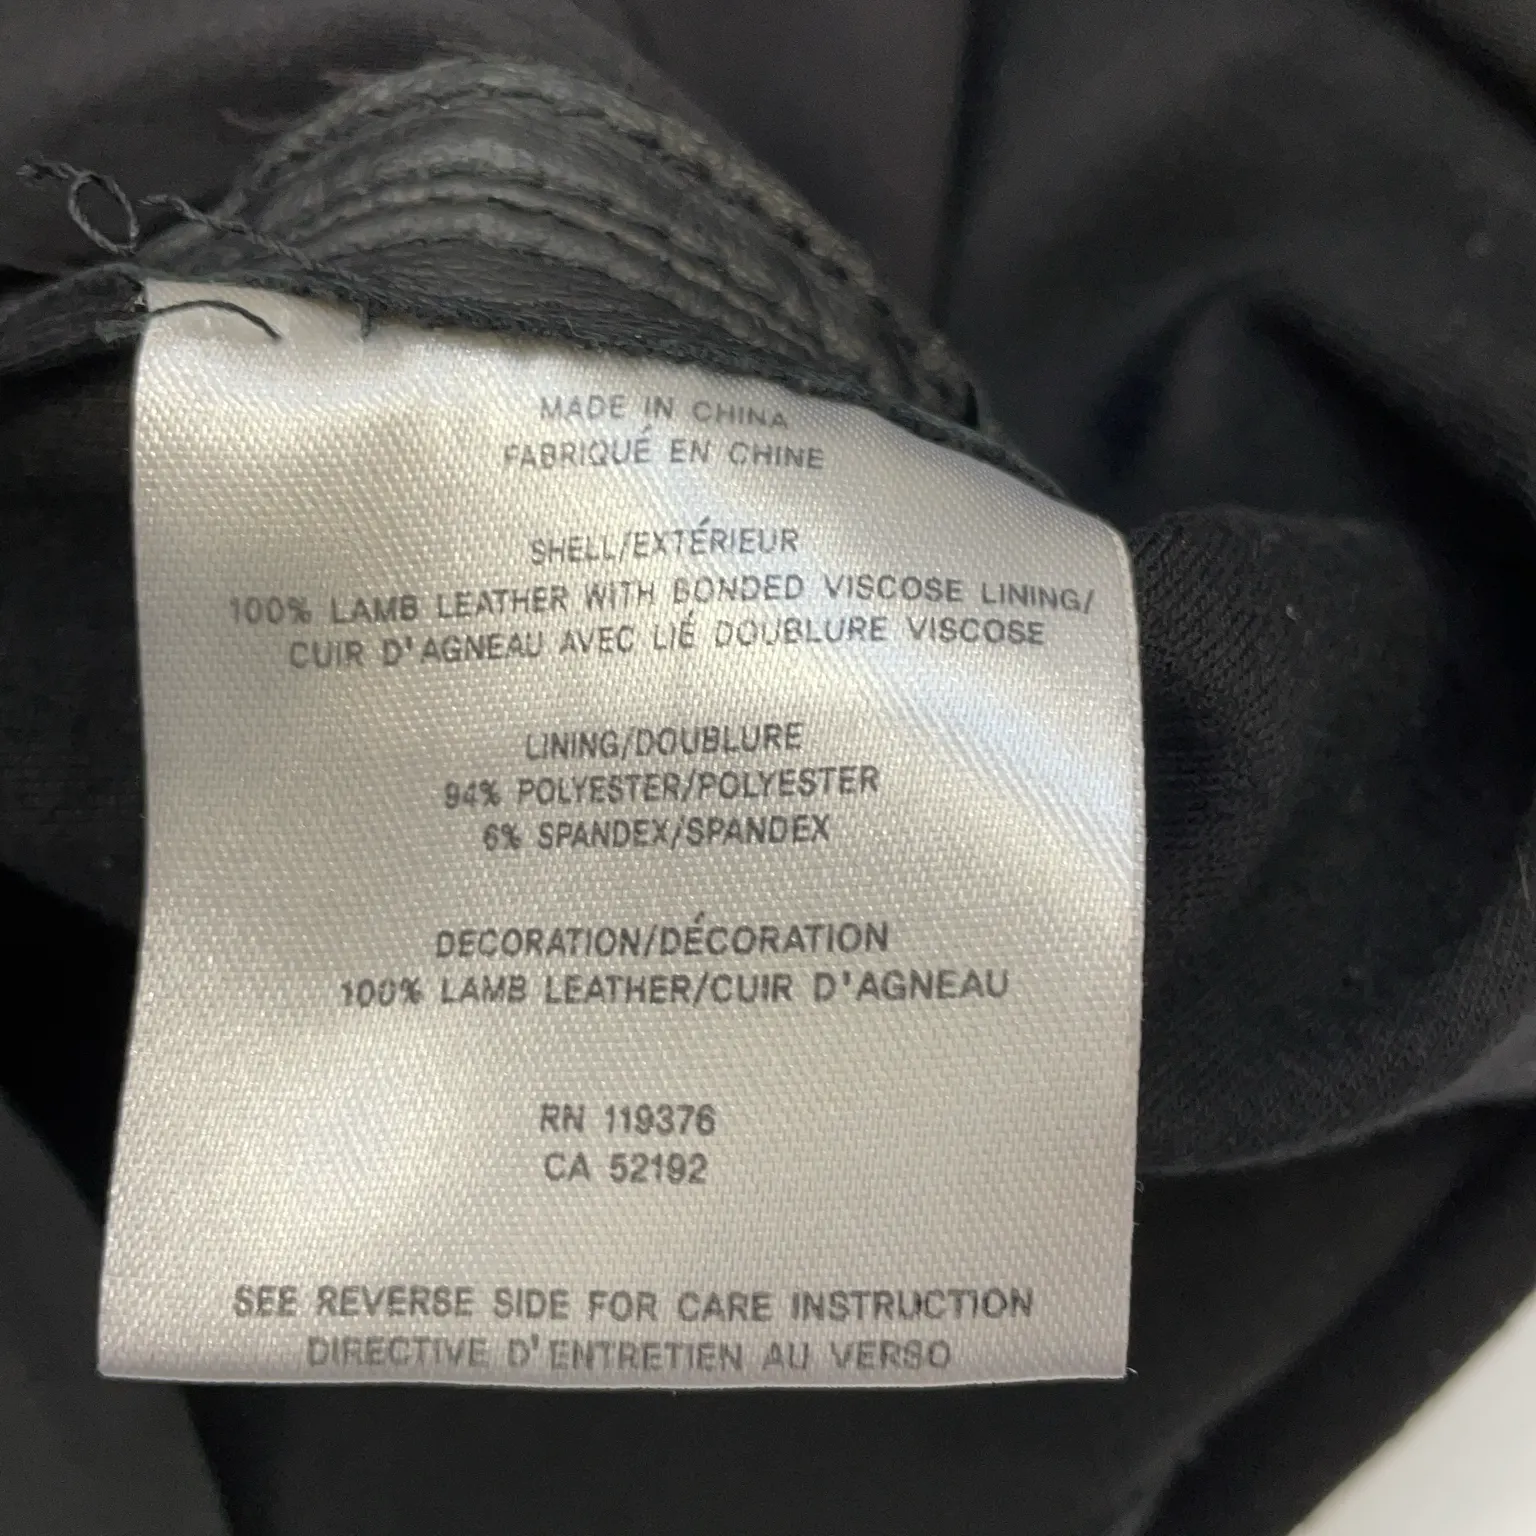 MADE IN CHINA
FABRIQUÉ EN CHINE
SHELL/EXTÉRIEUR
100% LAMB LEATHER WITH BONDED VISCOSE LINING/
CUIR D'AGNEAU AVEC LIÉ DOUBLURE VISCOSE
LINING/DOUBLURE
94% POLYESTER/POLYESTER
6% SPANDEX/SPANDEX
DECORATION/DÉCORATION
100% LAMB LEATHER/CUIR D'AGNEAU
RN 119376
CA 52192
SEE REVERSE SIDE FOR CARE INSTRUCTION
DIRECTIVE D'ENTRETIEN AU VERSO